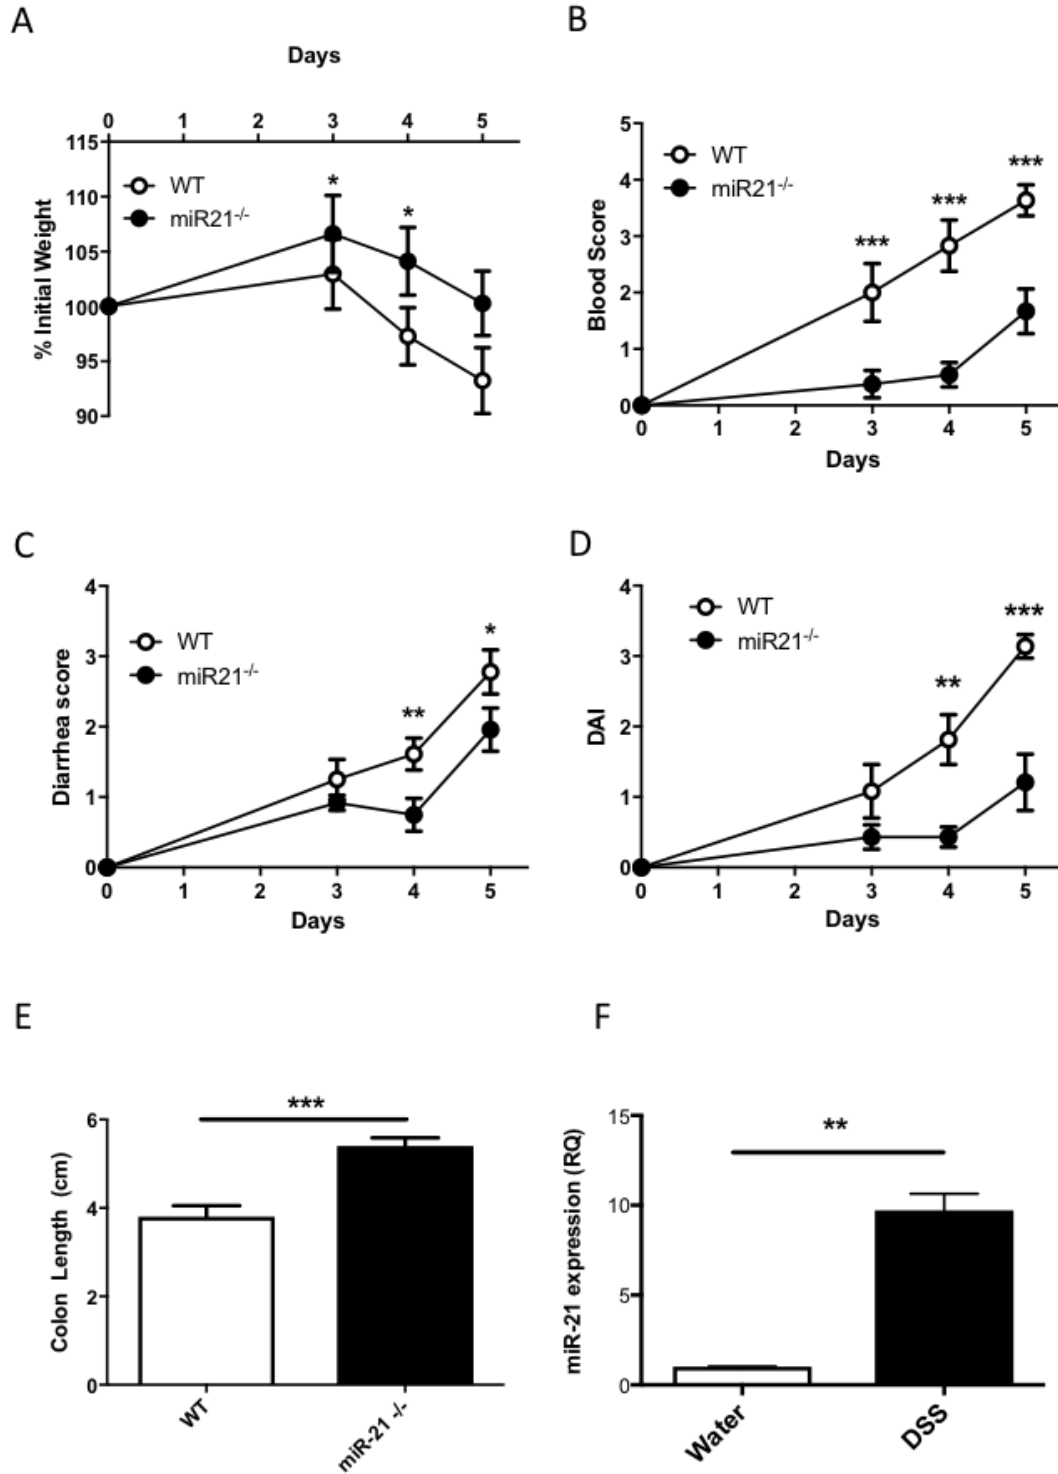 A
Days
0 1 2 3 4 5
115
110
105
100
95
90
% Initial Weight
WT
miR21-/-
*
*
B
5
4
3
2
1
0
Blood Score
WT
miR21-/-
***
***
***
0 1 2 3 4 5
Days
C
4
3
2
1
0
Diarrhea score
WT
miR21-/-
**
*
0 1 2 3 4 5
Days
D
4
3
2
1
0
DAI
WT
miR21-/-
**
***
0 1 2 3 4 5
Days
E
6
4
2
0
Colon Length (cm)
***
WT
miR-21 -/-
F
15
10
5
0
miR-21 expression (RQ)
**
Water
DSS